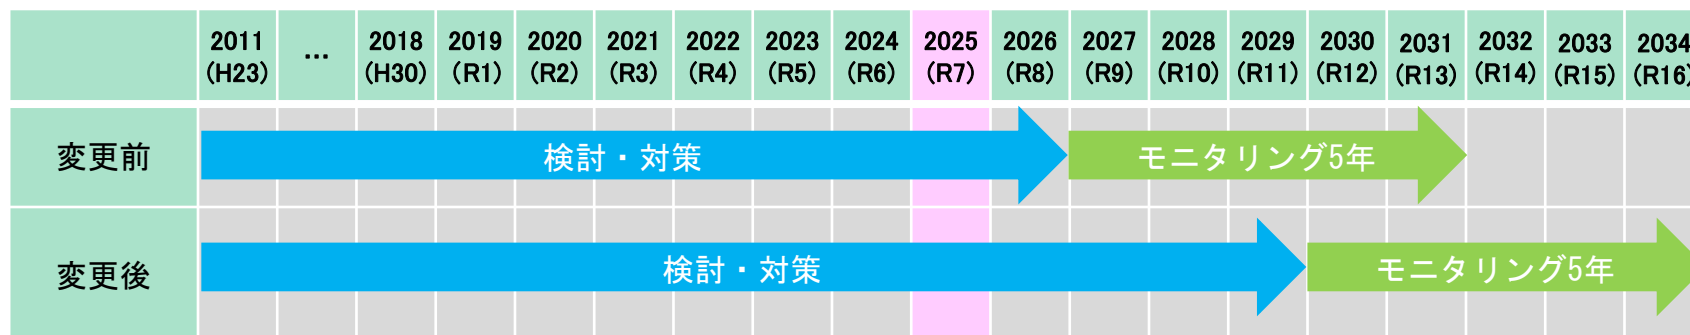 2011 … 2018 2019 2020 2021 2022 2023 2024 2025 2026 2027 2028 2029 2030 2031 2032 2033 2034
(H23) (H30) (R1) (R2) (R3) (R4) (R5) (R6) (R7) (R8) (R9) (R10) (R11) (R12) (R13) (R14) (R15) (R16)
変更前 検討・対策 モニタリング5年
変更後 検討・対策 モニタリング5年